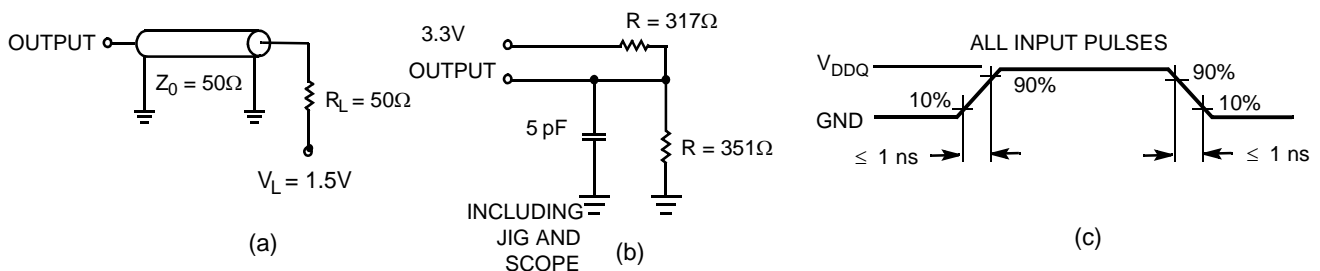 OUTPUT
Z0 = 50Ω
RL = 50Ω
VL = 1.5V
(a)
R = 317Ω
3.3V
OUTPUT
5 pF
R = 351Ω
INCLUDING
JIG AND
SCOPE
(b)
ALL INPUT PULSES
VDDQ
90%
90%
10%
10%
GND
≤ 1 ns
≤ 1 ns
(c)